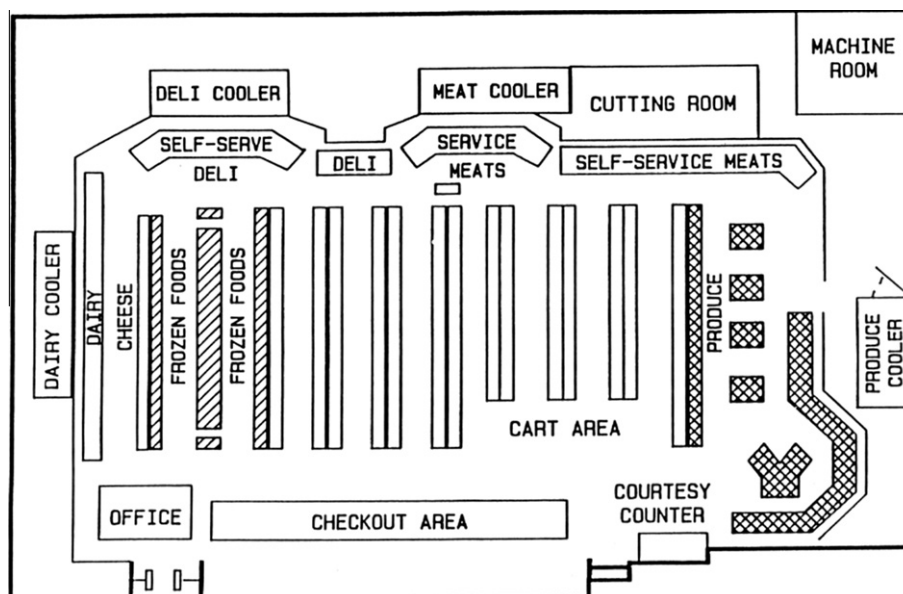 MACHINE
ROOM
DELI COOLER
MEAT COOLER
CUTTING ROOM
SELF-SERVE
DELI
DELI
SERVICE
MEATS
SELF-SERVICE MEATS
DAIRY COOLER
DAIRY
CHEESE
FROZEN FOODS
FROZEN FOODS
PRODUCE
PRODUCE
COOLER
CART AREA
OFFICE
CHECKOUT AREA
COURTESY
COUNTER